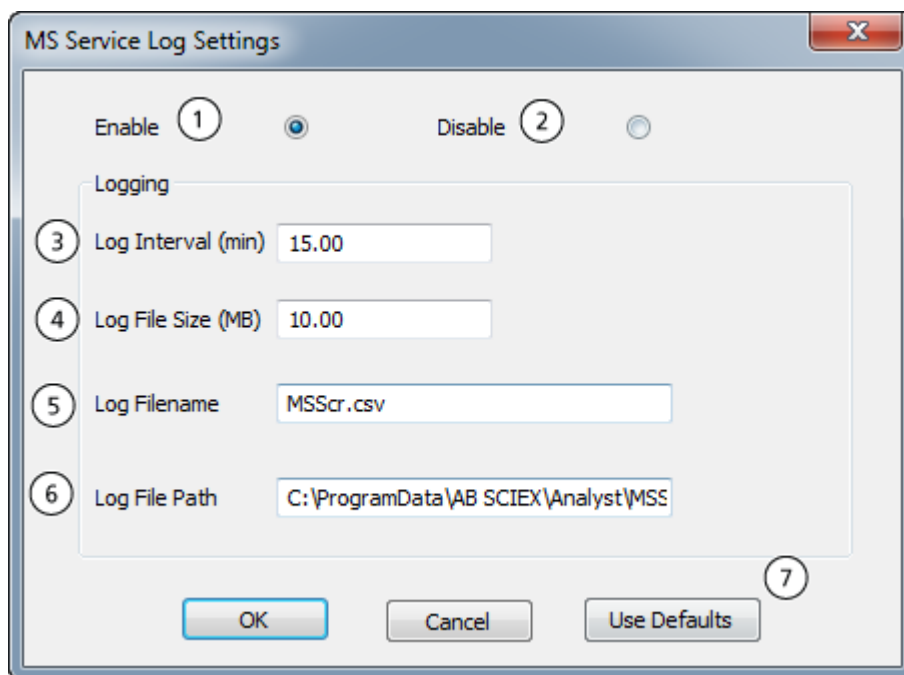 MS Service Log Settings
Enable 1 Disable 2
Logging
3 Log Interval (min) 15.00
4 Log File Size (MB) 10.00
5 Log Filename MSScr.csv
6 Log File Path C:\ProgramData\AB SCIEX\Analyst\MSS
7
OK Cancel Use Defaults